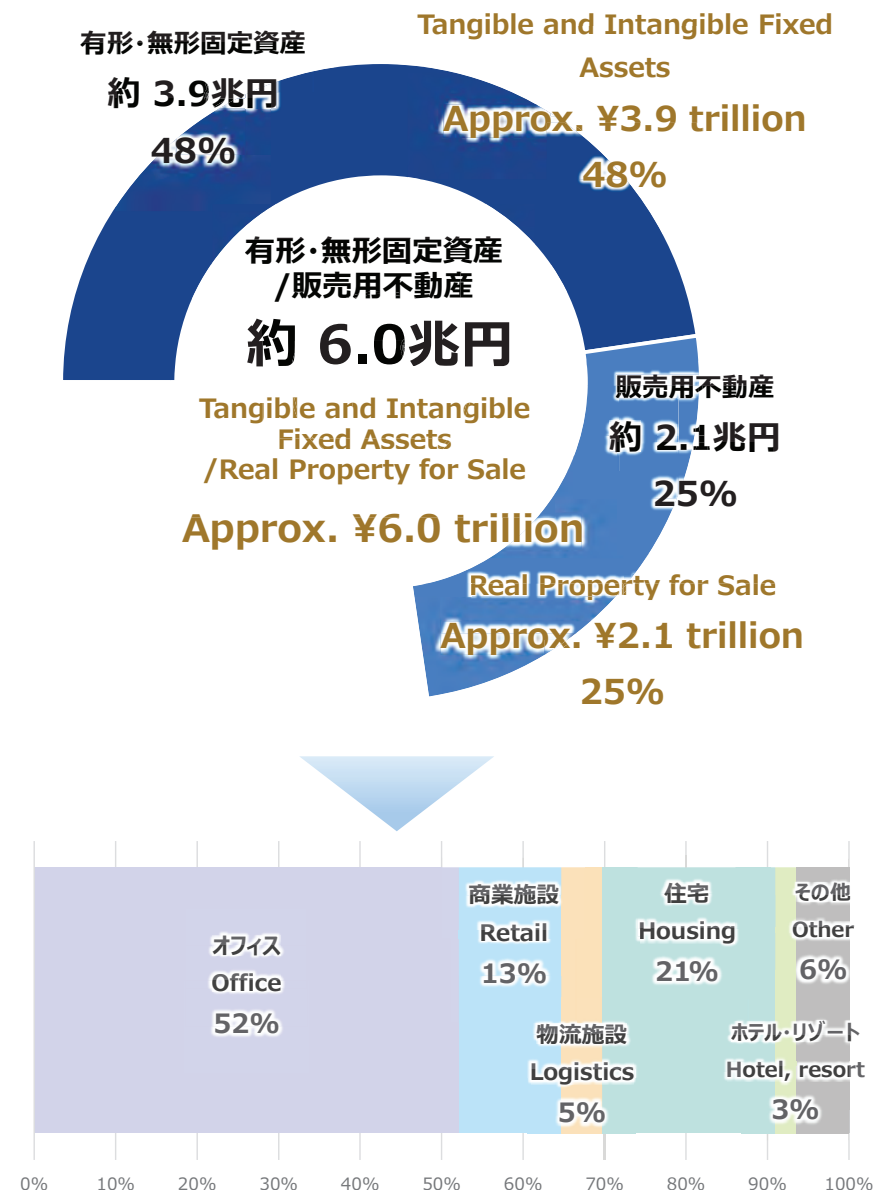 有形・無形固定資産
約 3.9兆円
48%
Tangible and Intangible Fixed
Assets
Approx. ¥3.9 trillion
48%
有形・無形固定資産
/販売用不動産
約 6.0兆円
Tangible and Intangible
Fixed Assets
/Real Property for Sale
Approx. ¥6.0 trillion
販売用不動産
約 2.1兆円
25%
Real Property for Sale
Approx. ¥2.1 trillion
25%
オフィス
Office
52%
商業施設
Retail
13%
物流施設
Logistics
5%
住宅
Housing
21%
ホテル・リゾート
Hotel, resort
3%
その他
Other
6%
0% 10% 20% 30% 40% 50% 60% 70% 80% 90% 100%